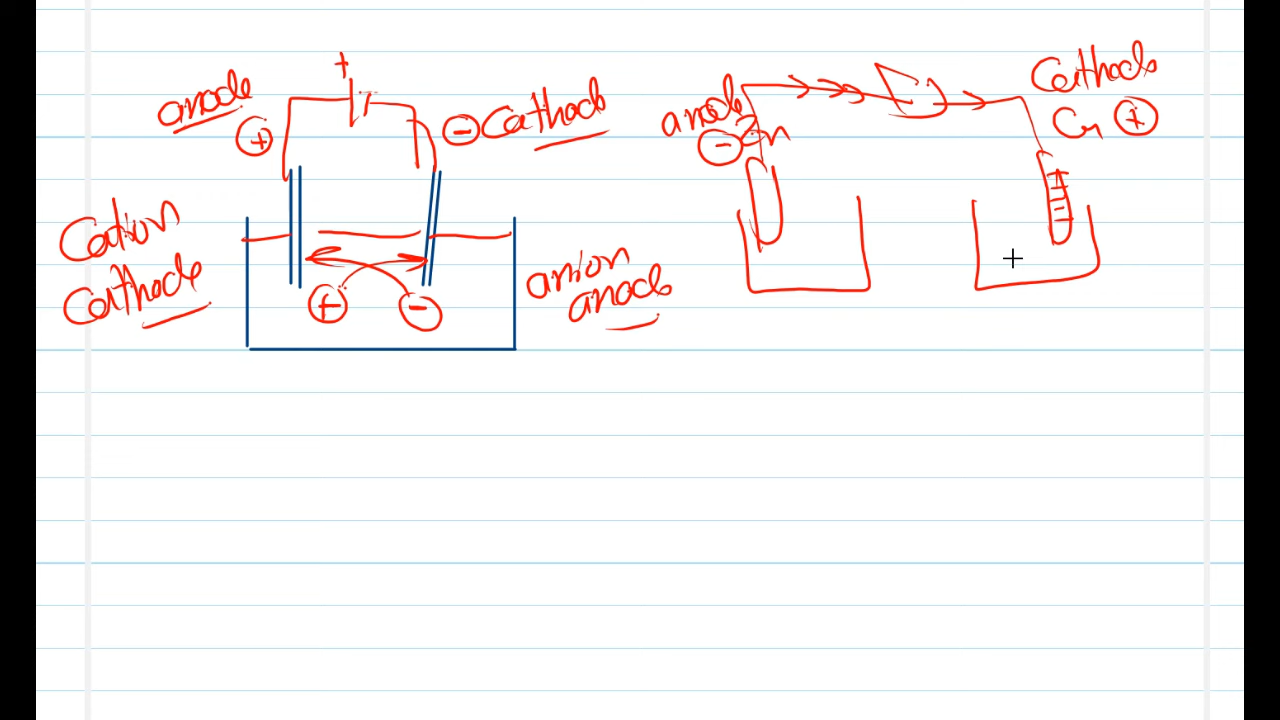 +
anode
⊕
⊖ Cathode
Cation
Cathode
⊕ ⊖
anion
anode
anode
⊖ Zn
Cathode
Cu ⊕